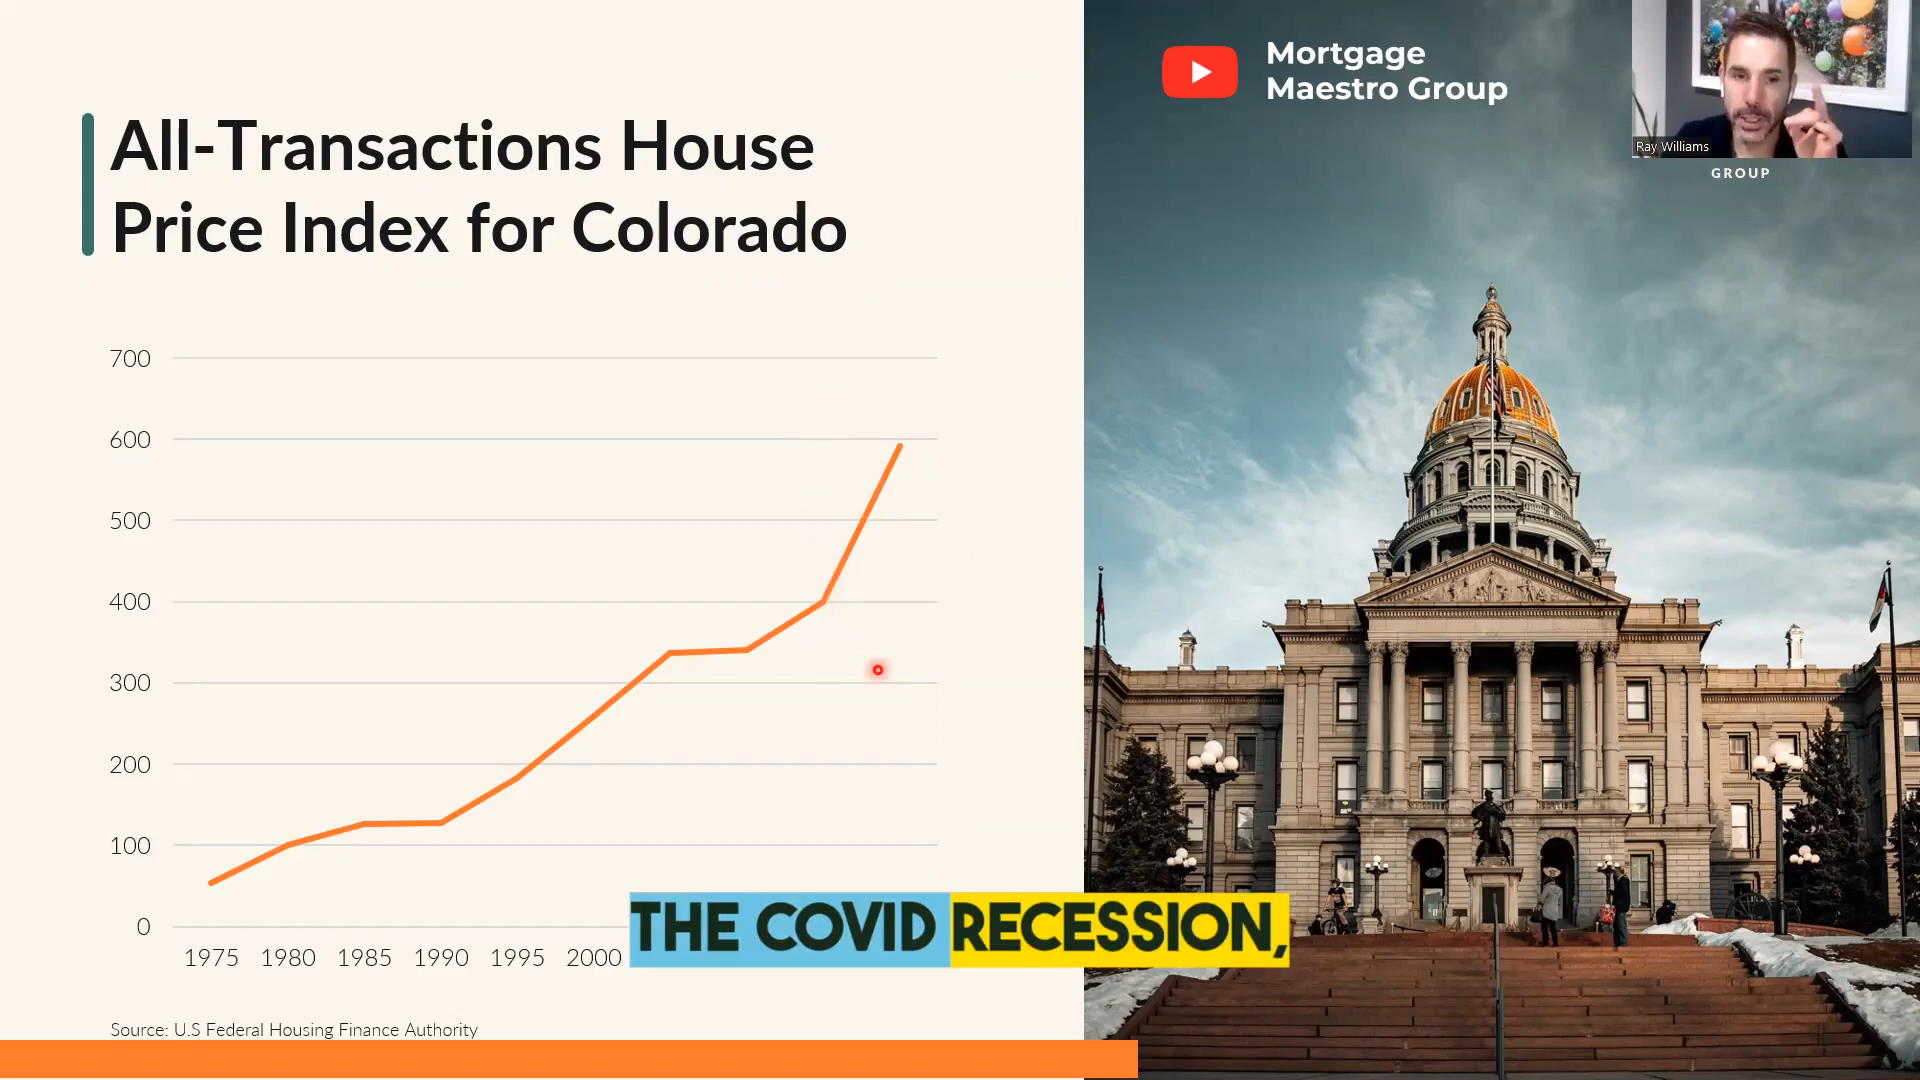 Mortgage
Maestro Group
Ray Williams
GROUP
All-Transactions House
Price Index for Colorado
700
600
500
400
300
200
100
0
1975 1980 1985 1990 1995 2000
THE COVID RECESSION,
Source: U.S Federal Housing Finance Authority